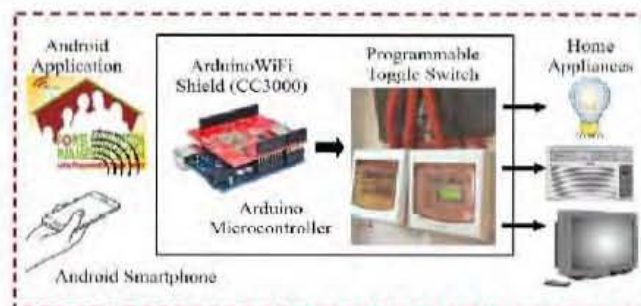 Android
Application
ArduinoWiFi
Shield (CC3000)
Programmable
Toggle Switch
Home
Appliances
Arduino
Microcontroller
Android Smartphone